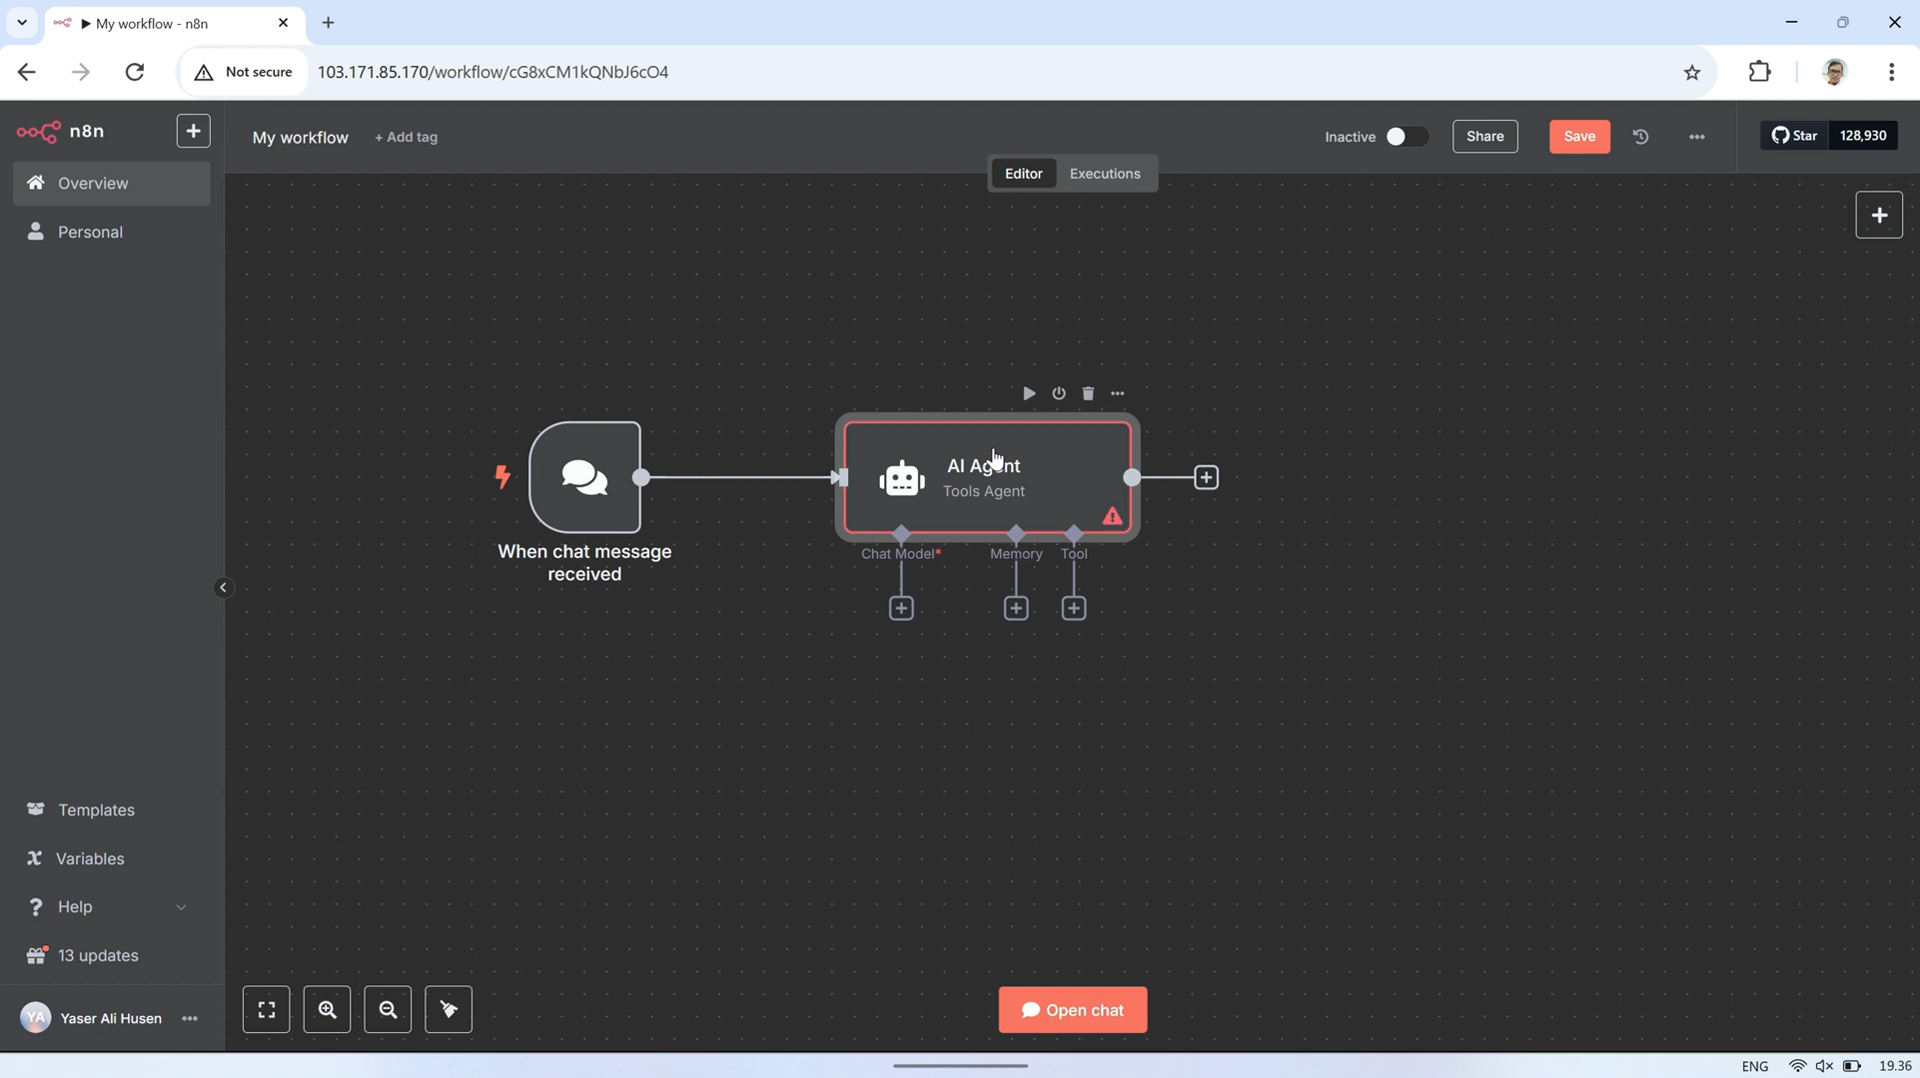 My workflow - n8n
Not secure
103.171.85.170/workflow/cG8xCM1kQNbJ6cO4
n8n
My workflow
+ Add tag
Inactive
Share
Save
Star
128,930
Editor
Executions
Overview
Personal
AI Agent
Tools Agent
When chat message
received
Chat Model*
Memory
Tool
Templates
Variables
Help
13 updates
YA
Yaser Ali Husen
Open chat
ENG
19.36